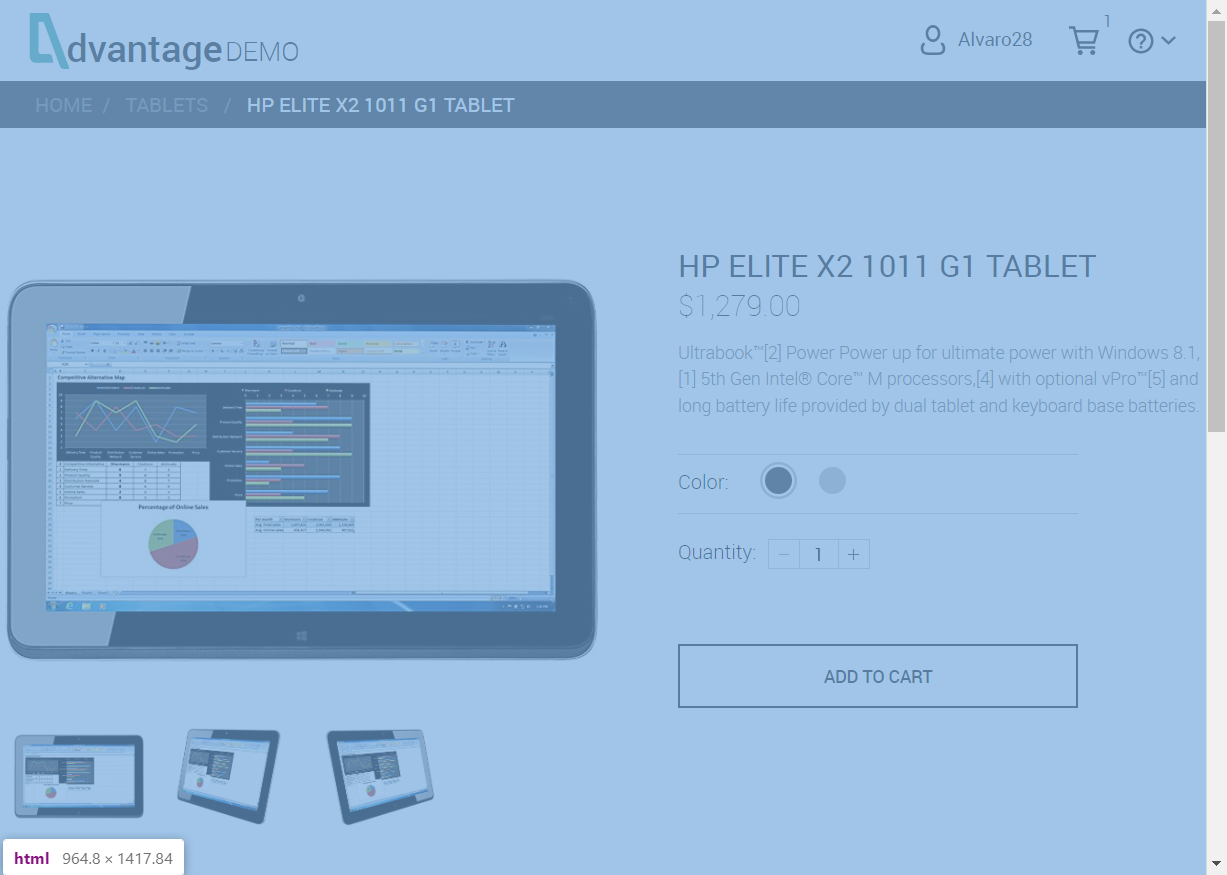 dvantage DEMO
Alvaro28
1
HOME / TABLETS / HP ELITE X2 1011 G1 TABLET
HP ELITE X2 1011 G1 TABLET
$1,279.00
Ultrabook™[2] Power Power up for ultimate power with Windows 8.1,
[1] 5th Gen Intel® Core™ M processors,[4] with optional vPro™[5] and
long battery life provided by dual tablet and keyboard base batteries.
Color:
Quantity: − 1 +
ADD TO CART
Competitive Alternative Map
Percentage of Online Sales
html 964.8 × 1417.84